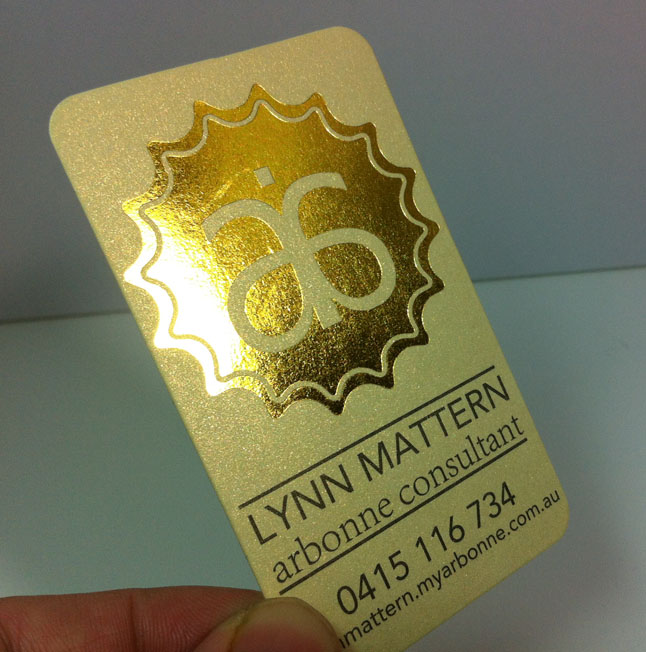 LYNN MATTERN
arbonne consultant
0415 116 734
mattern.myarbonne.com.au